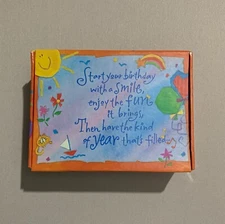 Start your birthday
with a smile,
enjoy the fun
it brings,
Then have the kind
of year that's filled